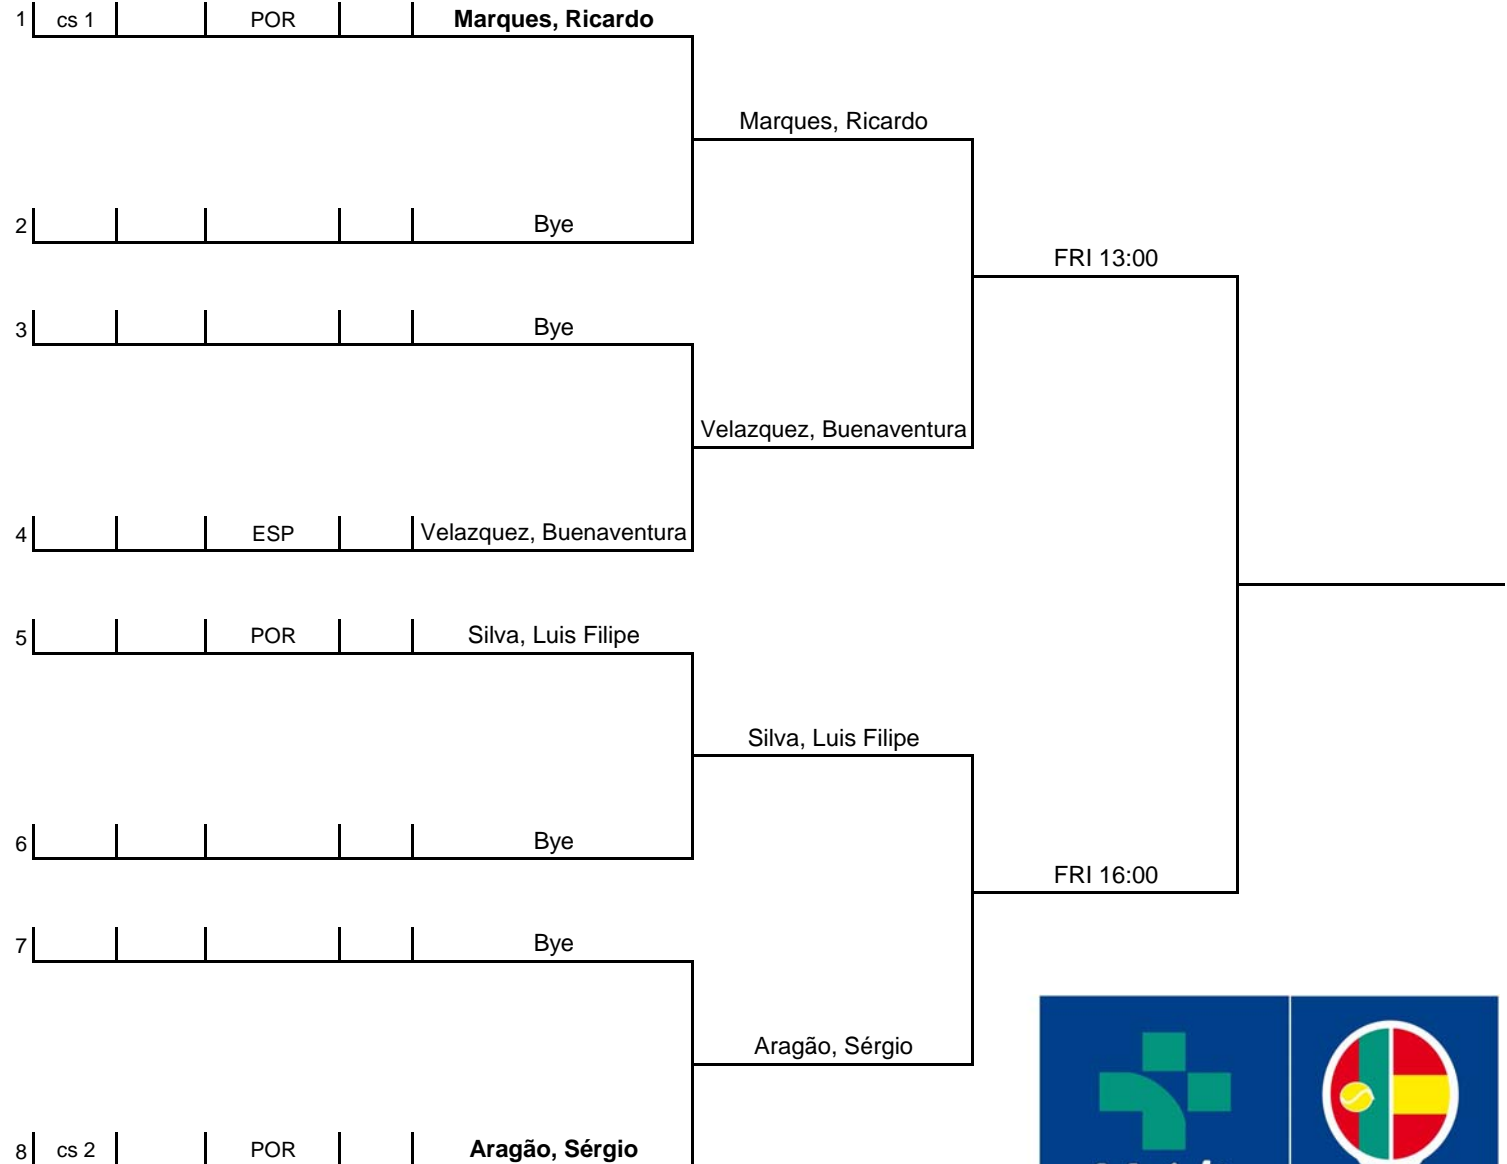 1 cs 1 POR Marques, Ricardo
Marques, Ricardo
2 Bye
FRI 13:00
3 Bye
Velazquez, Buenaventura
4 ESP Velazquez, Buenaventura
5 POR Silva, Luis Filipe
Silva, Luis Filipe
6 Bye
FRI 16:00
7 Bye
Aragão, Sérgio
8 cs 2 POR Aragão, Sérgio